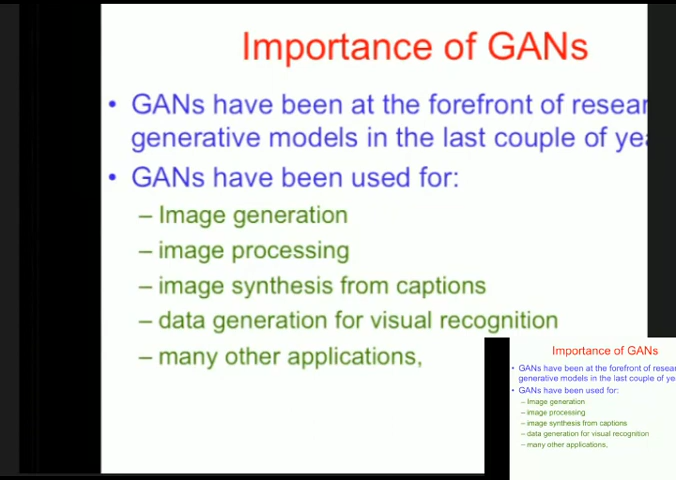 Importance of GANs
• GANs have been at the forefront of resear
generative models in the last couple of ye
• GANs have been used for:
– Image generation
– image processing
– image synthesis from captions
– data generation for visual recognition
– many other applications,
Importance of GANs
• GANs have been at the forefront of resear
generative models in the last couple of ye
• GANs have been used for:
– Image generation
– image processing
– image synthesis from captions
– data generation for visual recognition
– many other applications,